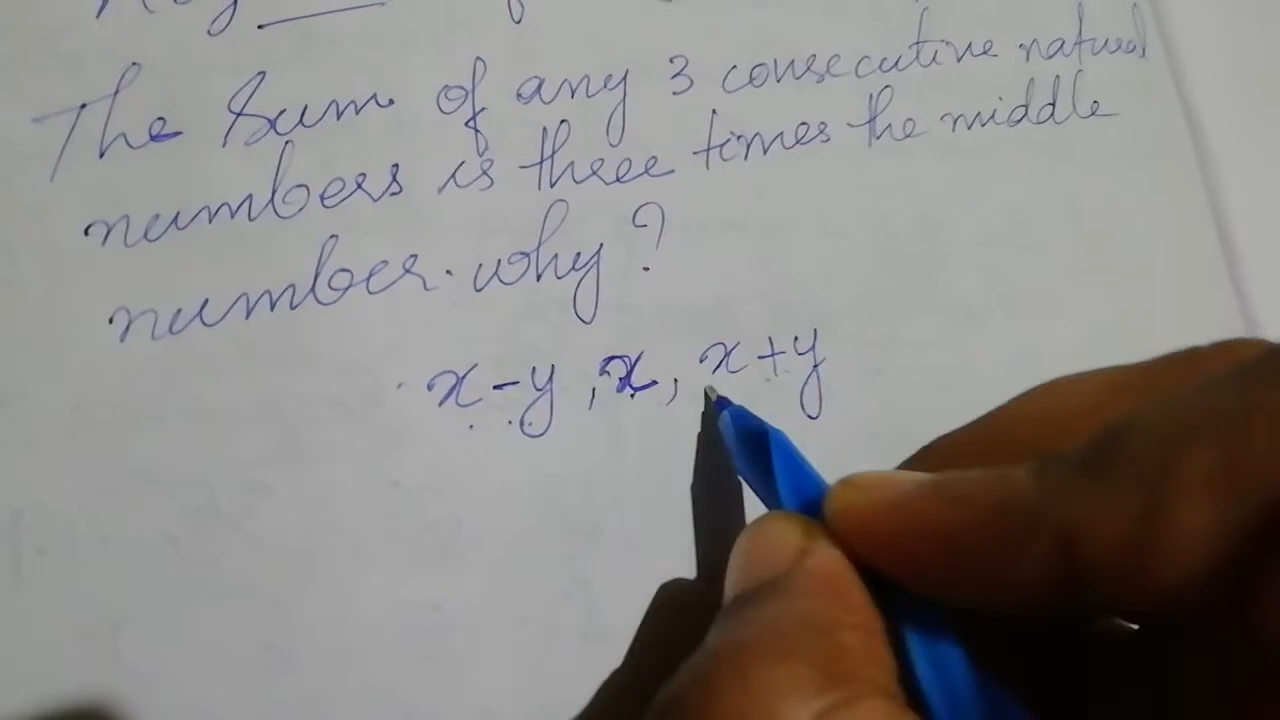 The Sum of any 3 consecutive natural
numbers is three times the middle
number. why?
x-y, x, x+y